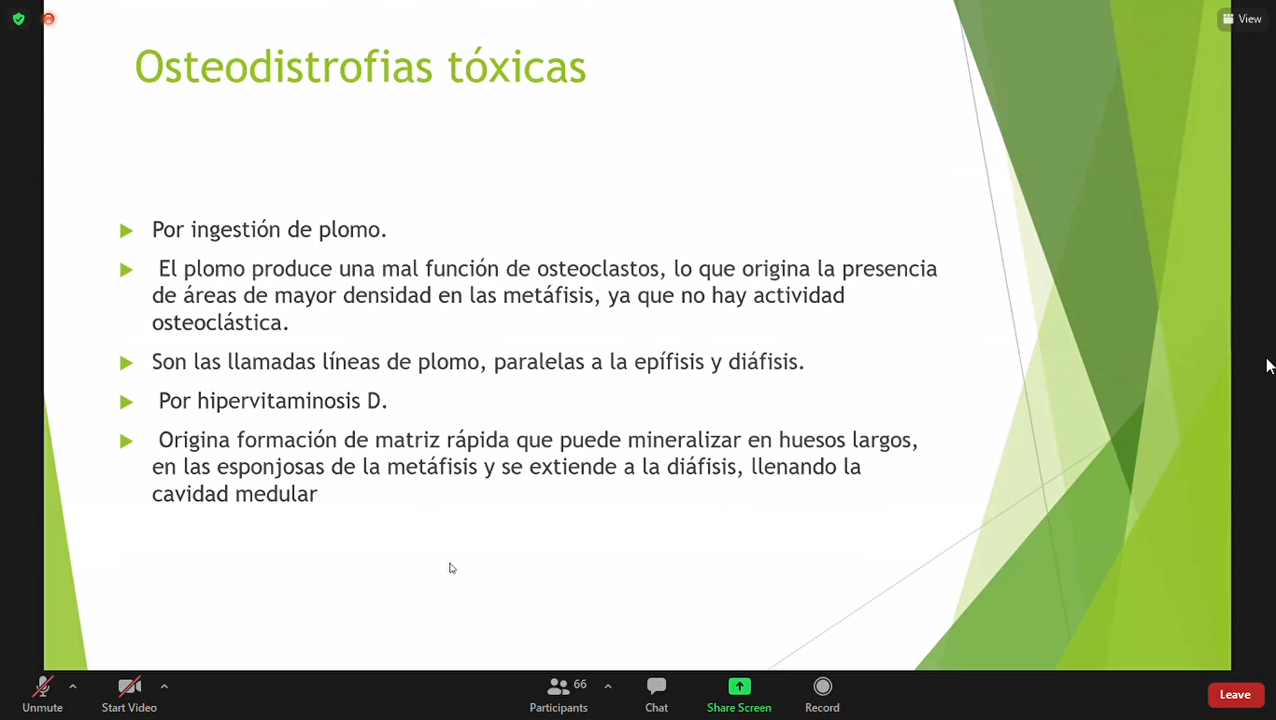 View
Osteodistrofias tóxicas
Por ingestión de plomo.
El plomo produce una mal función de osteoclastos, lo que origina la presencia
de áreas de mayor densidad en las metáfisis, ya que no hay actividad
osteoclástica.
Son las llamadas líneas de plomo, paralelas a la epífisis y diáfisis.
Por hipervitaminosis D.
Origina formación de matriz rápida que puede mineralizar en huesos largos,
en las esponjosas de la metáfisis y se extiende a la diáfisis, llenando la
cavidad medular
Unmute
Start Video
66
Participants
Chat
Share Screen
Record
Leave